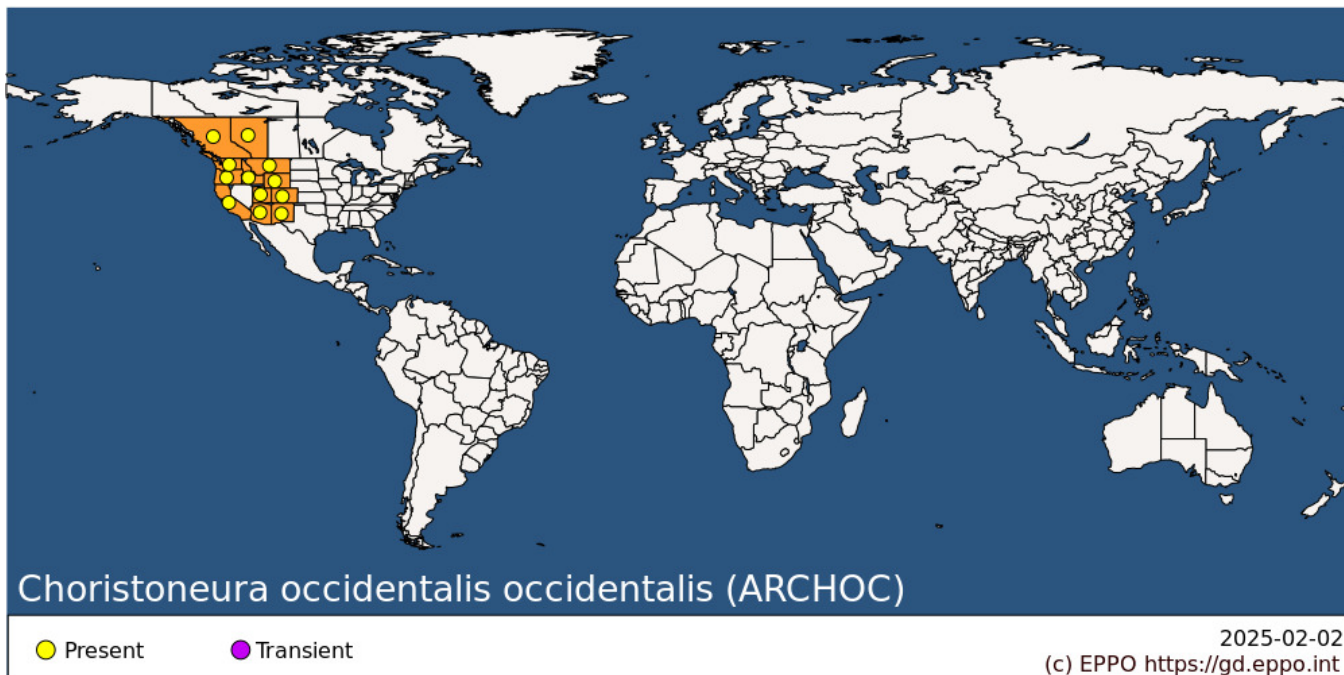 Choristoneura occidentalis occidentalis (ARCHOC)
Present
Transient
2025-02-02
(c) EPPO https://gd.eppo.int